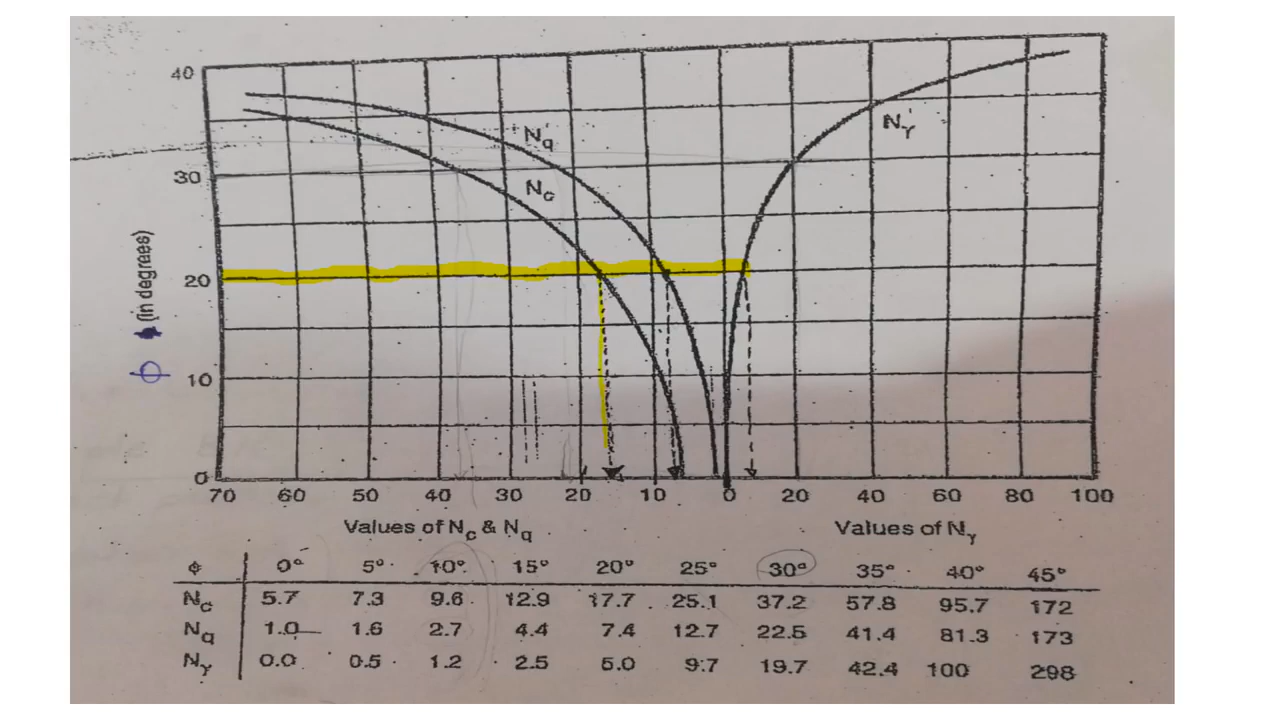 40
N'q
N'γ
30
Nc
20
ϕ (in degrees)
10
0
70 60 50 40 30 20 10 0 20 40 60 80 100
Values of Nc & Nq Values of Nγ
ϕ 0° 5° 10° 15° 20° 25° 30° 35° 40° 45°
Nc 5.7 7.3 9.6 12.9 17.7 25.1 37.2 57.8 95.7 172
Nq 1.0 1.6 2.7 4.4 7.4 12.7 22.5 41.4 81.3 173
Nγ 0.0 0.5 1.2 2.5 5.0 9.7 19.7 42.4 100 298